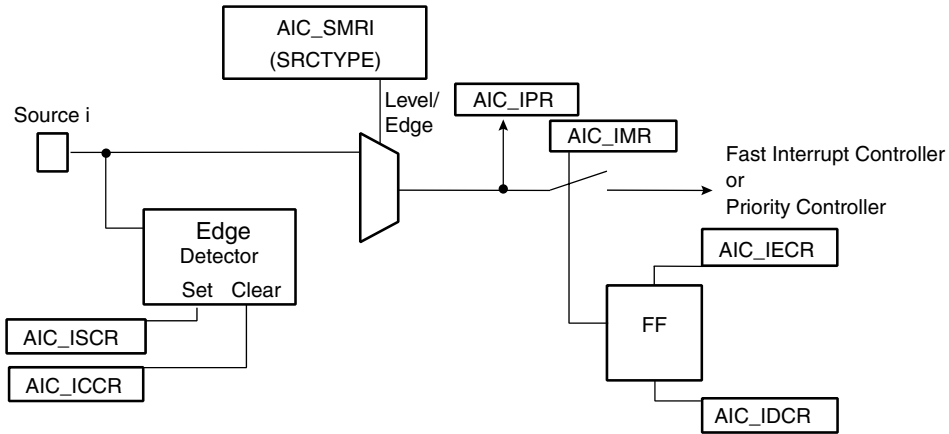 AIC_SMRI
(SRCTYPE)
Source i
Level/
Edge
AIC_IPR
AIC_IMR
Fast Interrupt Controller
or
Priority Controller
Edge
Detector
Set Clear
AIC_IECR
FF
AIC_ISCR
AIC_ICCR
AIC_IDCR